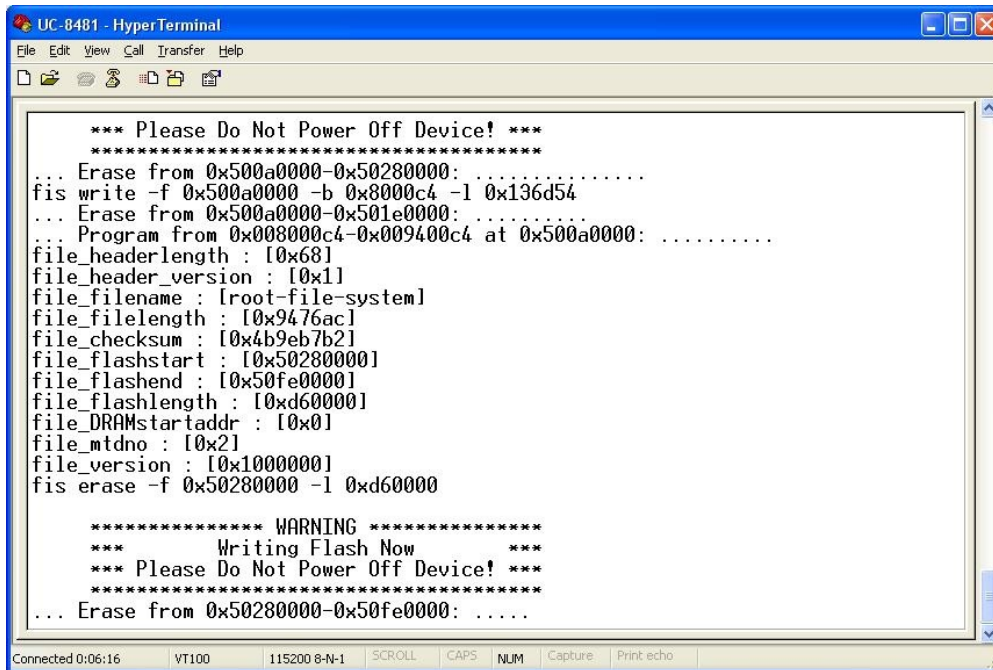 UC-8481 - HyperTerminal
File Edit View Call Transfer Help
*** Please Do Not Power Off Device! ***
***************************************
... Erase from 0x500a0000-0x50280000: ...............
fis write -f 0x500a0000 -b 0x8000c4 -l 0x136d54
... Erase from 0x500a0000-0x501e0000: ..........
... Program from 0x008000c4-0x009400c4 at 0x500a0000: ..........
file_headerlength : [0x68]
file_header_version : [0x1]
file_filename : [root-file-system]
file_filelength : [0x9476ac]
file_checksum : [0x4b9eb7b2]
file_flashstart : [0x50280000]
file_flashend : [0x50fe0000]
file_flashlength : [0xd60000]
file_DRAMstartaddr : [0x0]
file_mtdno : [0x2]
file_version : [0x1000000]
fis erase -f 0x50280000 -l 0xd60000
*************** WARNING ***************
*** Writing Flash Now ***
*** Please Do Not Power Off Device! ***
***************************************
... Erase from 0x50280000-0x50fe0000: .....
Connected 0:06:16 VT100 115200 8-N-1 SCROLL CAPS NUM Capture Print echo